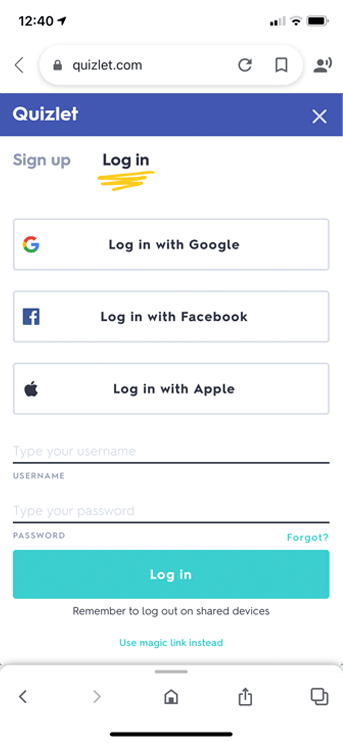 12:40
quizlet.com
Quizlet
Sign up Log in
Log in with Google
Log in with Facebook
Log in with Apple
Type your username
USERNAME
Type your password
PASSWORD Forgot?
Log in
Remember to log out on shared devices
Use magic link instead